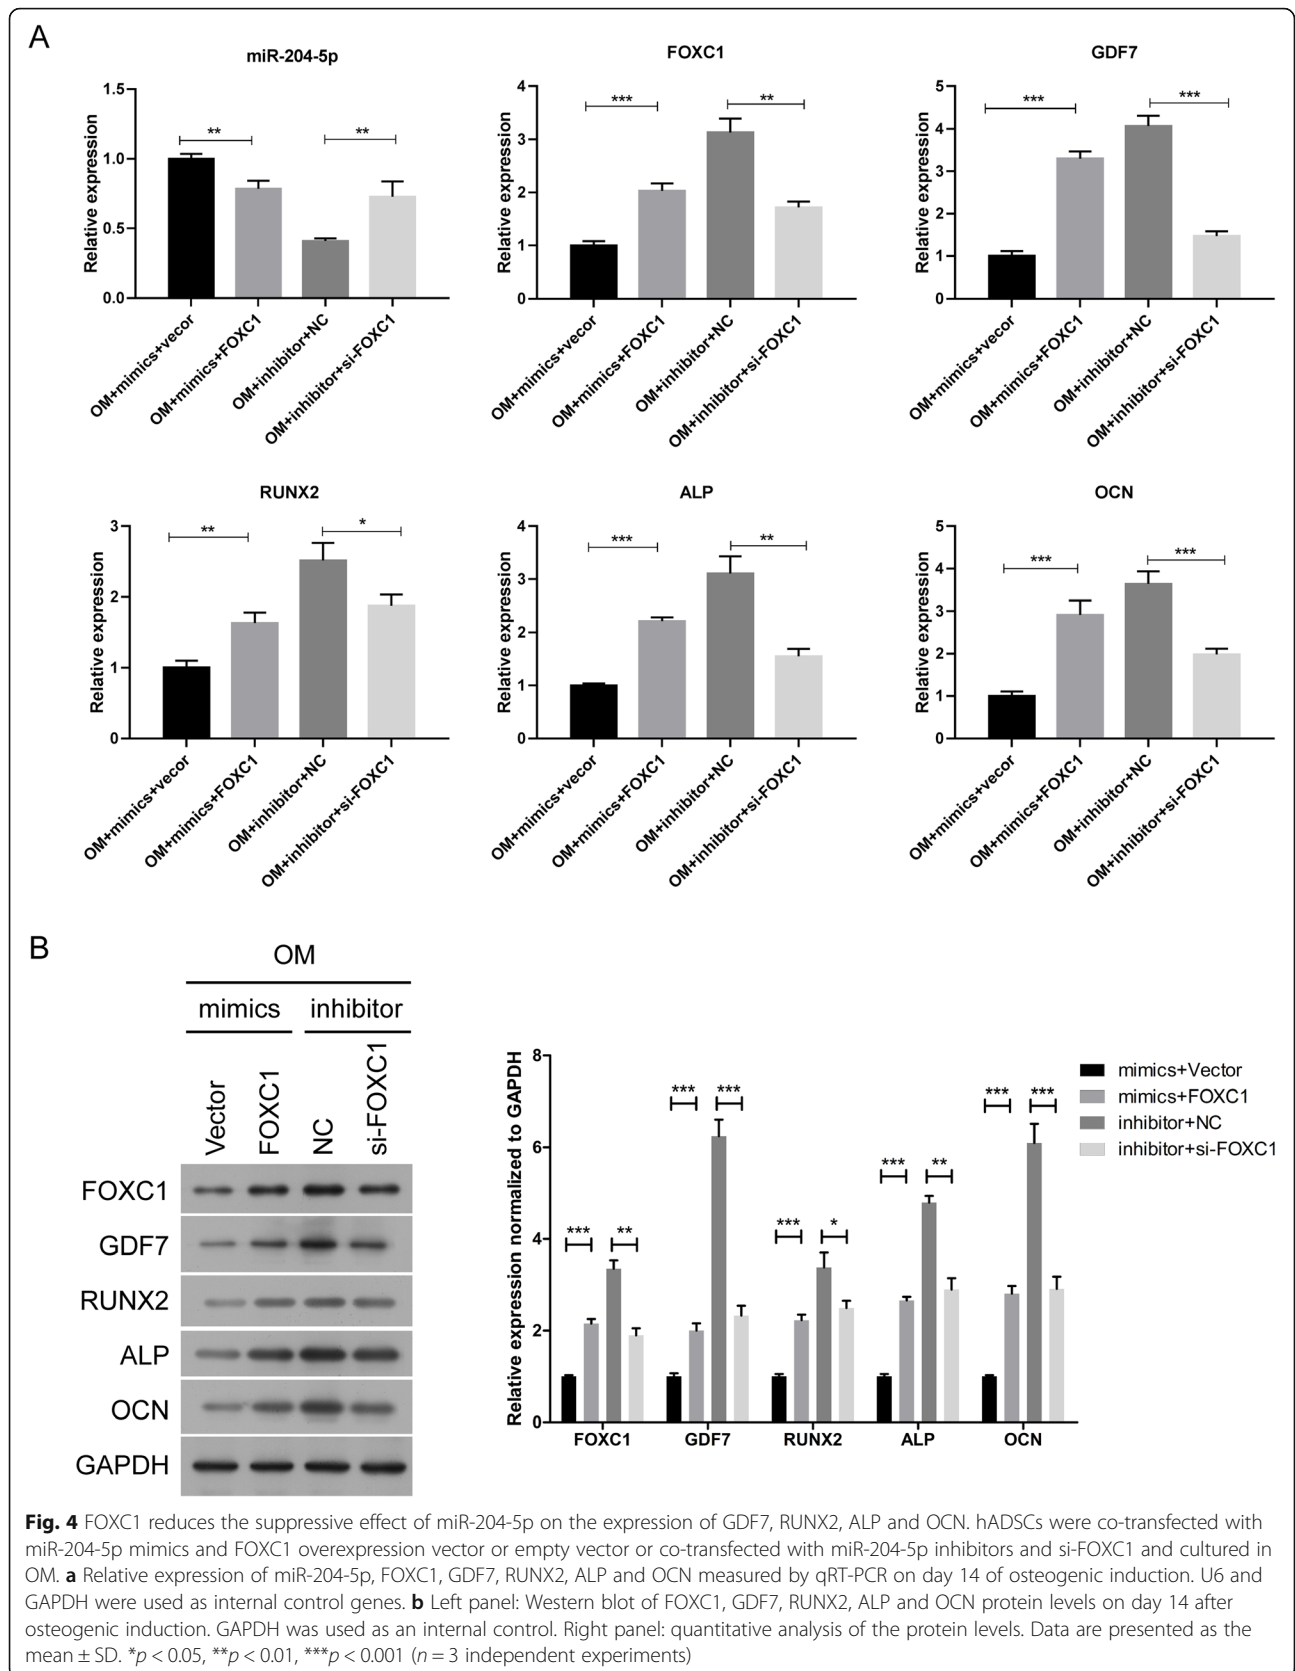 A
miR-204-5p
Relative expression
1.5
1.0
0.5
0.0
**
**
OM+mimics+vecor
OM+mimics+FOXC1
OM+inhibitor+NC
OM+inhibitor+si-FOXC1
FOXC1
Relative expression
4
3
2
1
0
***
**
OM+mimics+vecor
OM+mimics+FOXC1
OM+inhibitor+NC
OM+inhibitor+si-FOXC1
GDF7
Relative expression
5
4
3
2
1
0
***
***
OM+mimics+vecor
OM+mimics+FOXC1
OM+inhibitor+NC
OM+inhibitor+si-FOXC1
RUNX2
Relative expression
3
2
1
0
**
*
OM+mimics+vecor
OM+mimics+FOXC1
OM+inhibitor+NC
OM+inhibitor+si-FOXC1
ALP
Relative expression
4
3
2
1
0
***
**
OM+mimics+vecor
OM+mimics+FOXC1
OM+inhibitor+NC
OM+inhibitor+si-FOXC1
OCN
Relative expression
5
4
3
2
1
0
***
***
OM+mimics+vecor
OM+mimics+FOXC1
OM+inhibitor+NC
OM+inhibitor+si-FOXC1
B
OM
mimics inhibitor
Vector
FOXC1
NC
si-FOXC1
FOXC1
GDF7
RUNX2
ALP
OCN
GAPDH
Relative expression normalized to GAPDH
8
6
4
2
0
*** **
*** ***
*** *
*** **
*** ***
FOXC1 GDF7 RUNX2 ALP OCN
mimics+Vector
mimics+FOXC1
inhibitor+NC
inhibitor+si-FOXC1
Fig. 4 FOXC1 reduces the suppressive effect of miR-204-5p on the expression of GDF7, RUNX2, ALP and OCN. hADSCs were co-transfected with
miR-204-5p mimics and FOXC1 overexpression vector or empty vector or co-transfected with miR-204-5p inhibitors and si-FOXC1 and cultured in
OM. a Relative expression of miR-204-5p, FOXC1, GDF7, RUNX2, ALP and OCN measured by qRT-PCR on day 14 of osteogenic induction. U6 and
GAPDH were used as internal control genes. b Left panel: Western blot of FOXC1, GDF7, RUNX2, ALP and OCN protein levels on day 14 after
osteogenic induction. GAPDH was used as an internal control. Right panel: quantitative analysis of the protein levels. Data are presented as the
mean ± SD. *p < 0.05, **p < 0.01, ***p < 0.001 (n = 3 independent experiments)